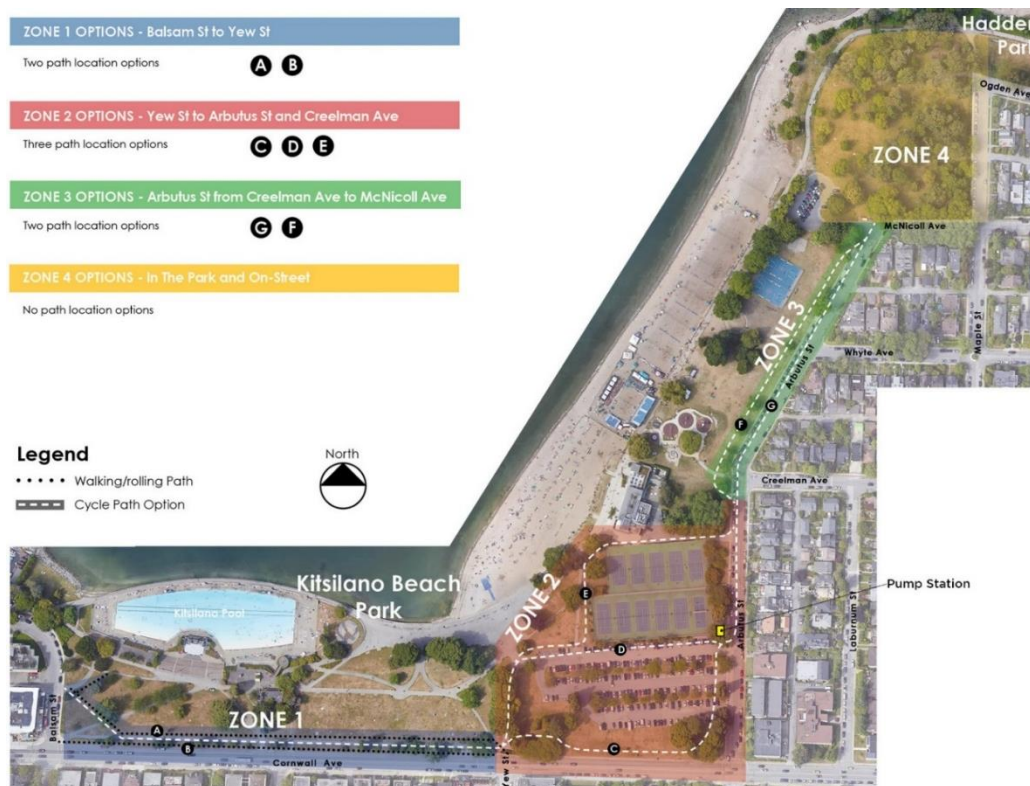 ZONE 1 OPTIONS - Balsam St to Yew St
Two path location options
A B
ZONE 2 OPTIONS - Yew St to Arbutus St and Creelman Ave
Three path location options
C D E
ZONE 3 OPTIONS - Arbutus St from Creelman Ave to McNicoll Ave
Two path location options
G F
ZONE 4 OPTIONS - In The Park and On-Street
No path location options
Legend
Walking/rolling Path
Cycle Path Option
North
Hadden
Park
Ogden Ave
ZONE 4
McNicoll Ave
Maple St
ZONE 3
Arbutus St
Whyte Ave
G
F
Creelman Ave
Kitsilano Beach
Park
Kitsilano Pool
ZONE 2
E
D
C
Pump Station
Arbutus St
Laburnum St
ZONE 1
A
B
Balsam St
Cornwall Ave
Yew St